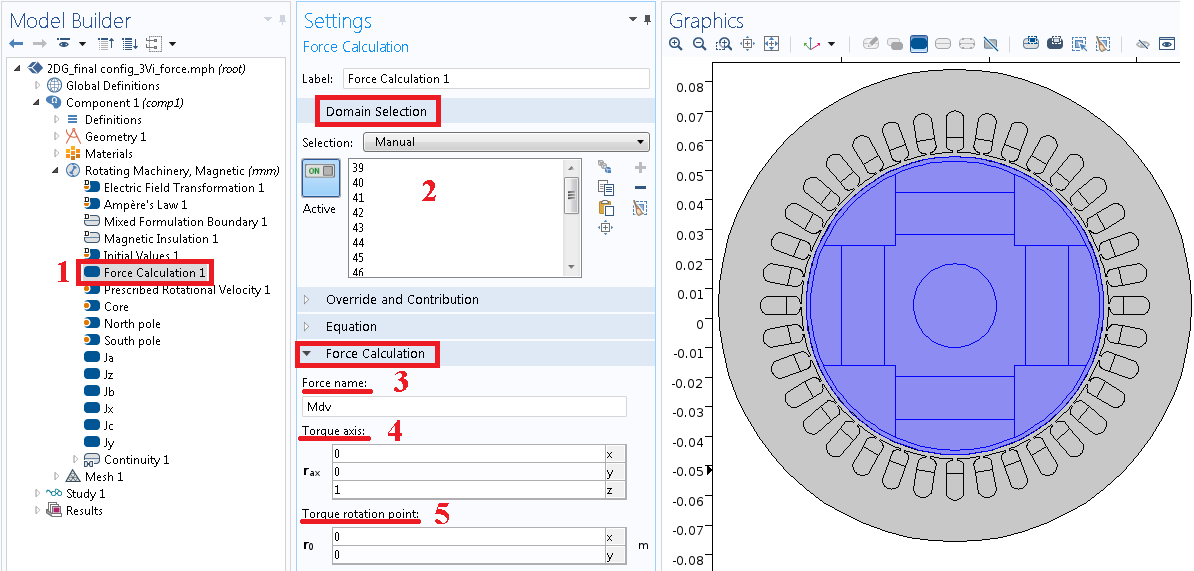 Model Builder
2DG_final config_3Vi_force.mph (root)
Global Definitions
Component 1 (comp1)
Definitions
Geometry 1
Materials
Rotating Machinery, Magnetic (rmm)
Electric Field Transformation 1
Ampère's Law 1
Mixed Formulation Boundary 1
Magnetic Insulation 1
Initial Values 1
1 Force Calculation 1
Prescribed Rotational Velocity 1
Core
North pole
South pole
Ja
Jz
Jb
Jx
Jc
Jy
Continuity 1
Mesh 1
Study 1
Results
Settings
Force Calculation
Label: Force Calculation 1
Domain Selection
Selection: Manual
ON
Active
39
40
41
42
43
44
45
46
2
Override and Contribution
Equation
Force Calculation
Force name: 3
Mdv
Torque axis: 4
rax
0 x
0 y
1 z
Torque rotation point: 5
r0
0 x
0 y
m
Graphics
0.08
0.07
0.06
0.05
0.04
0.03
0.02
0.01
0
-0.01
-0.02
-0.03
-0.04
-0.05
-0.06
-0.07
-0.08